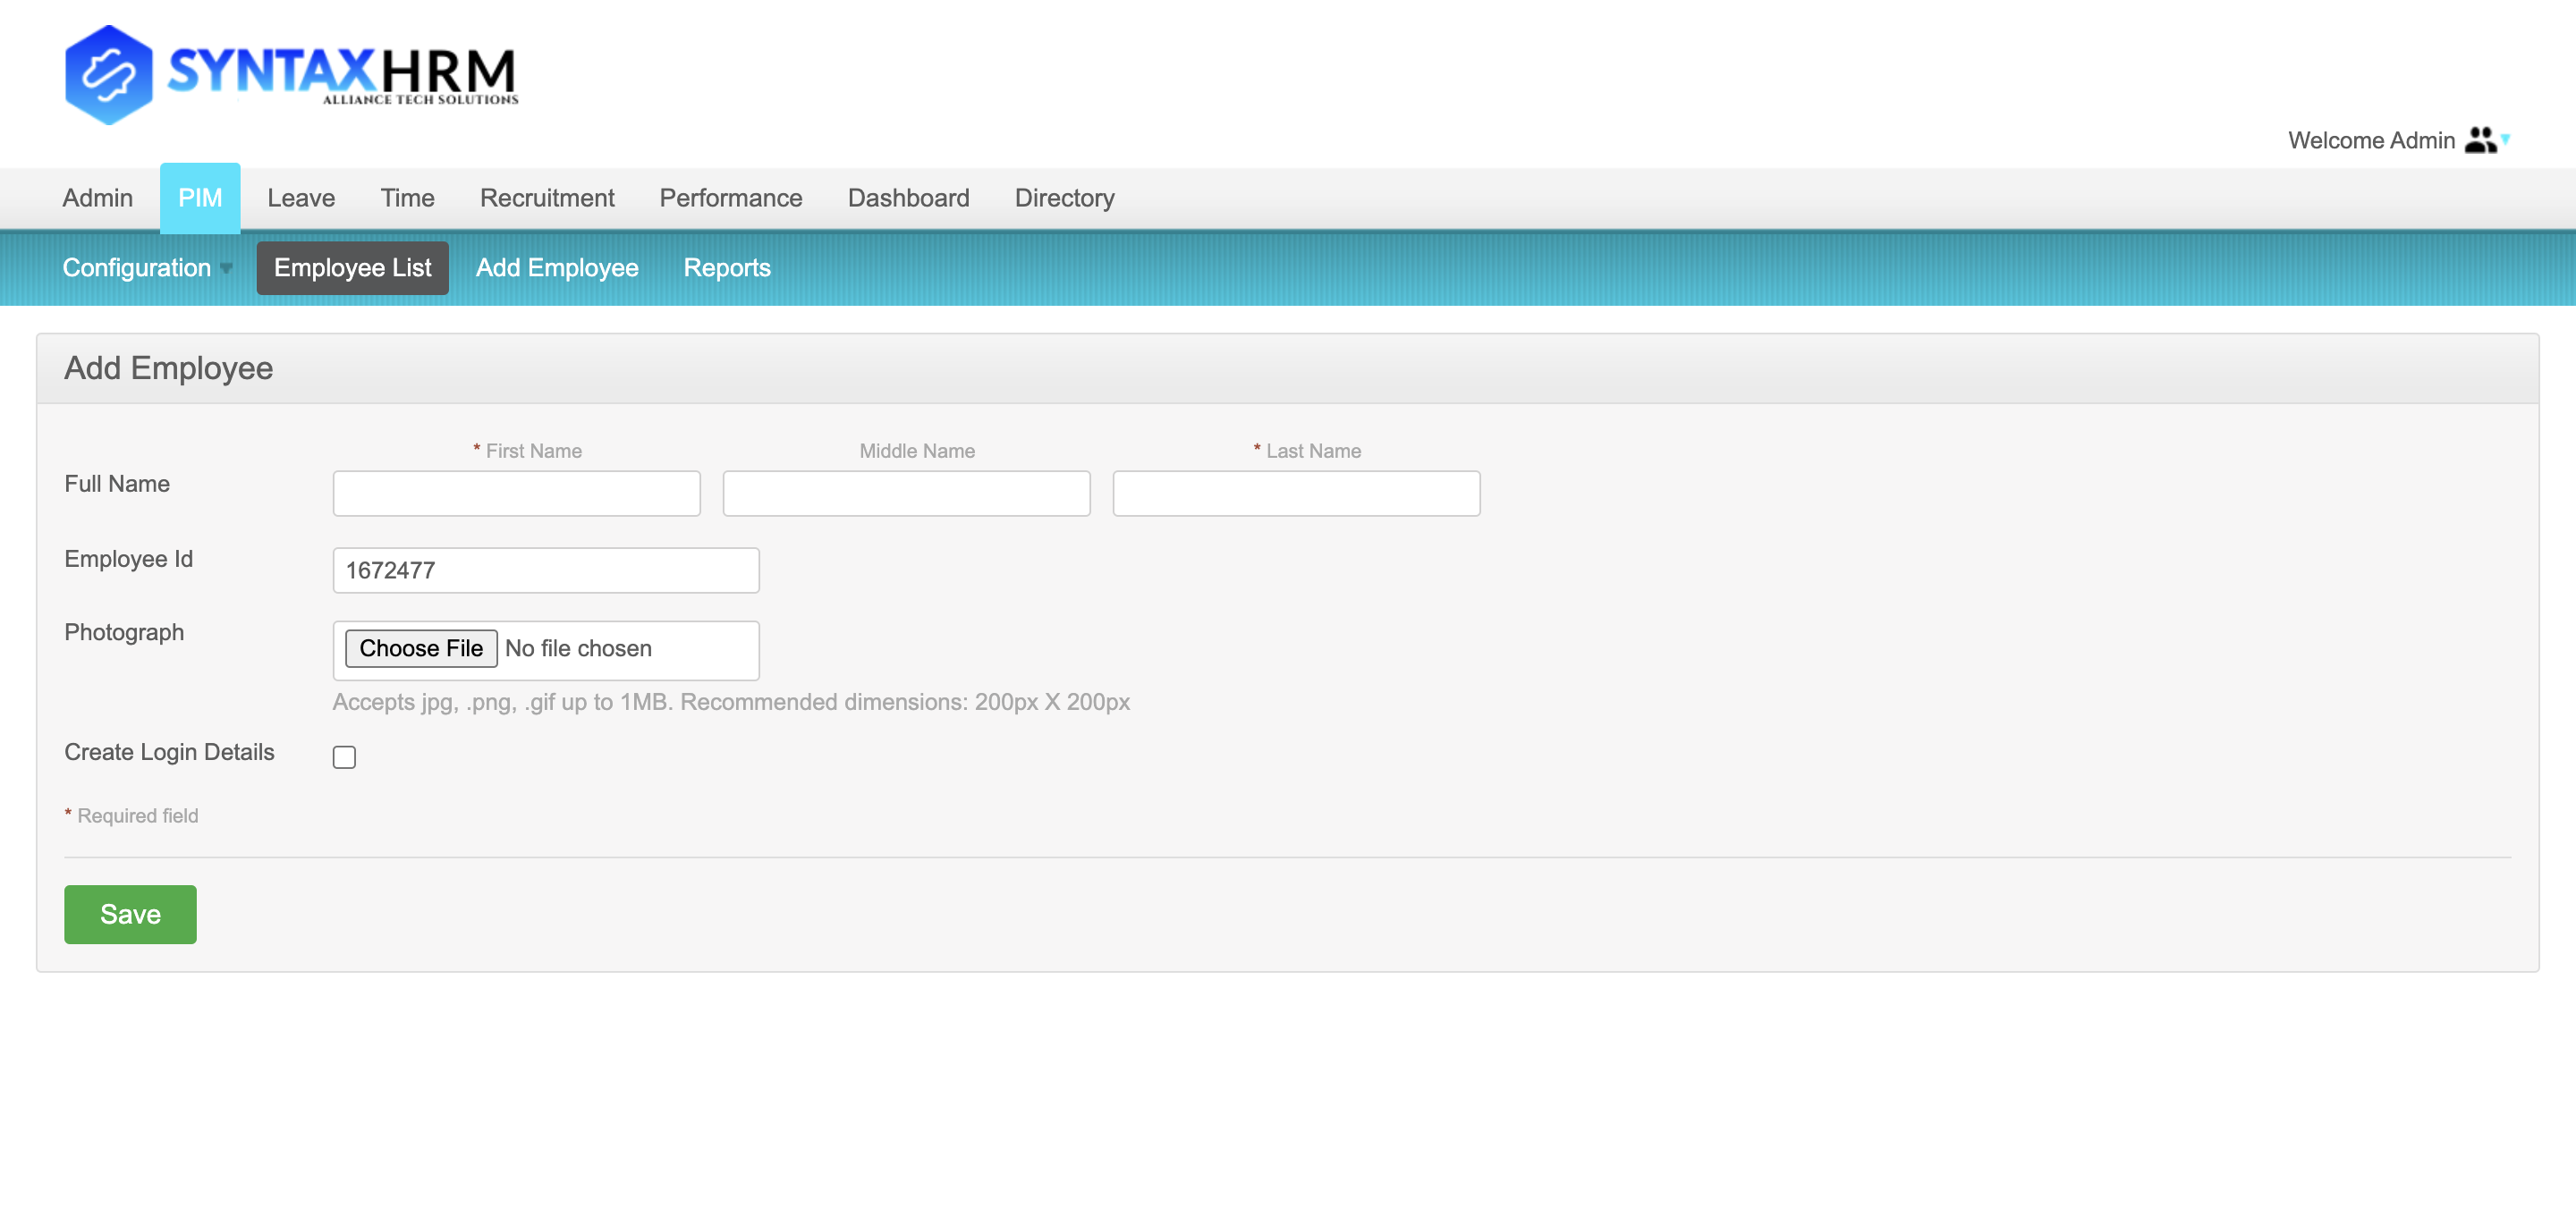 SYNTAXHRM
ALLIANCE TECH SOLUTIONS
Welcome Admin
Admin PIM Leave Time Recruitment Performance Dashboard Directory
Configuration Employee List Add Employee Reports
Add Employee
* First Name Middle Name * Last Name
Full Name
Employee Id 1672477
Photograph Choose File No file chosen
Accepts jpg, .png, .gif up to 1MB. Recommended dimensions: 200px X 200px
Create Login Details
* Required field
Save